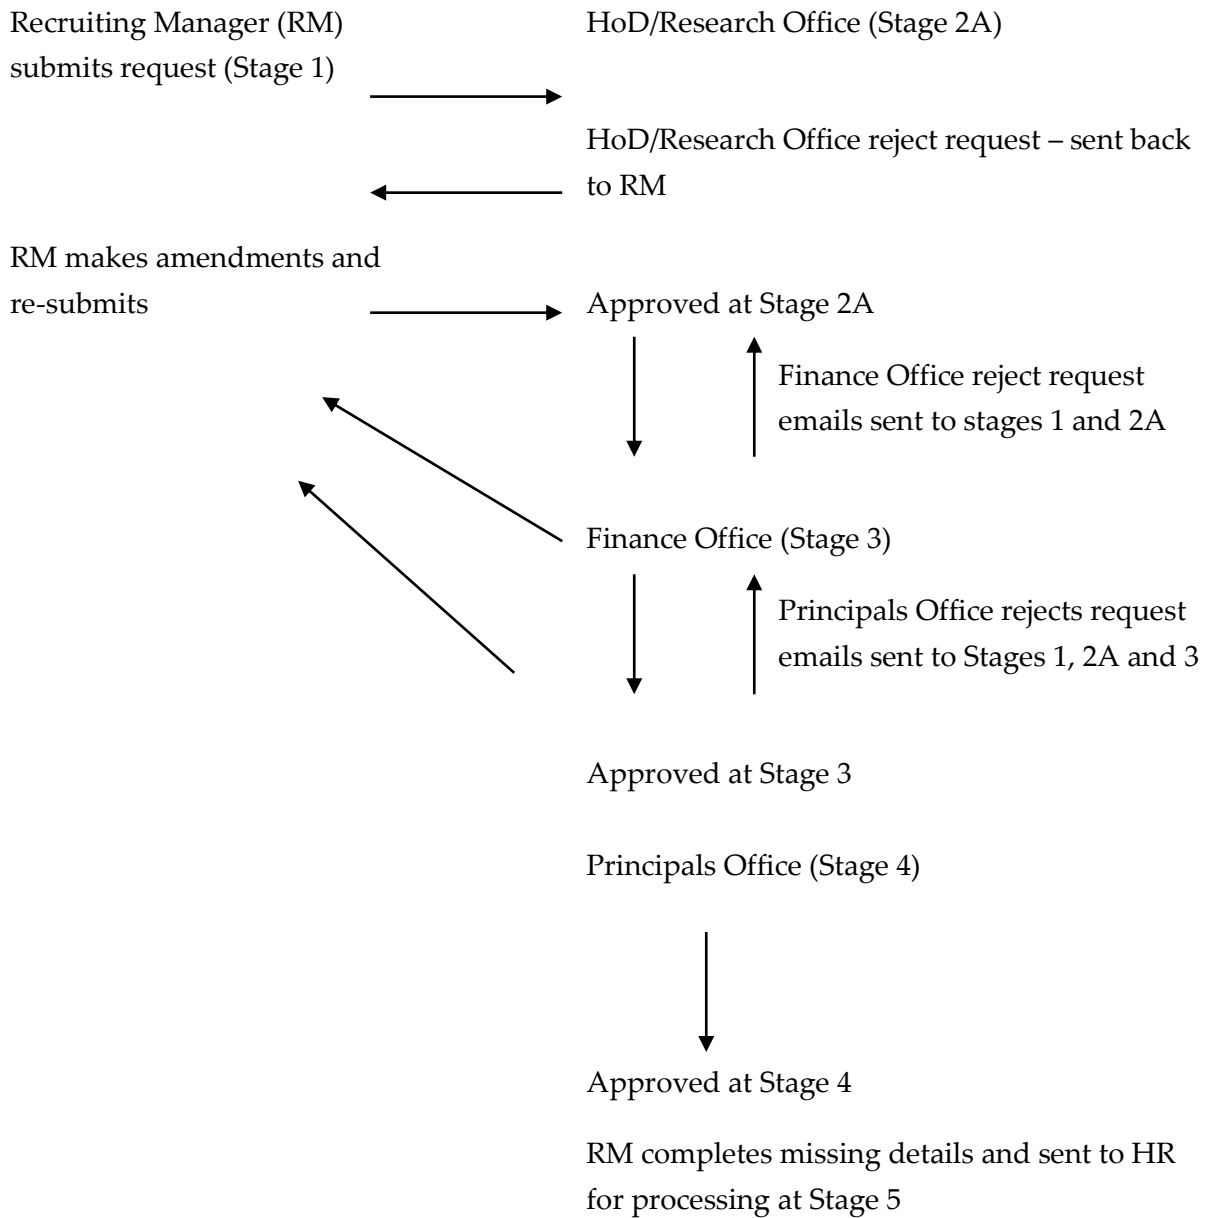 Recruiting Manager (RM)
submits request (Stage 1)
HoD/Research Office (Stage 2A)
HoD/Research Office reject request – sent back
to RM
RM makes amendments and
re-submits
Approved at Stage 2A
Finance Office reject request
emails sent to stages 1 and 2A
Finance Office (Stage 3)
Principals Office rejects request
emails sent to Stages 1, 2A and 3
Approved at Stage 3
Principals Office (Stage 4)
Approved at Stage 4
RM completes missing details and sent to HR
for processing at Stage 5